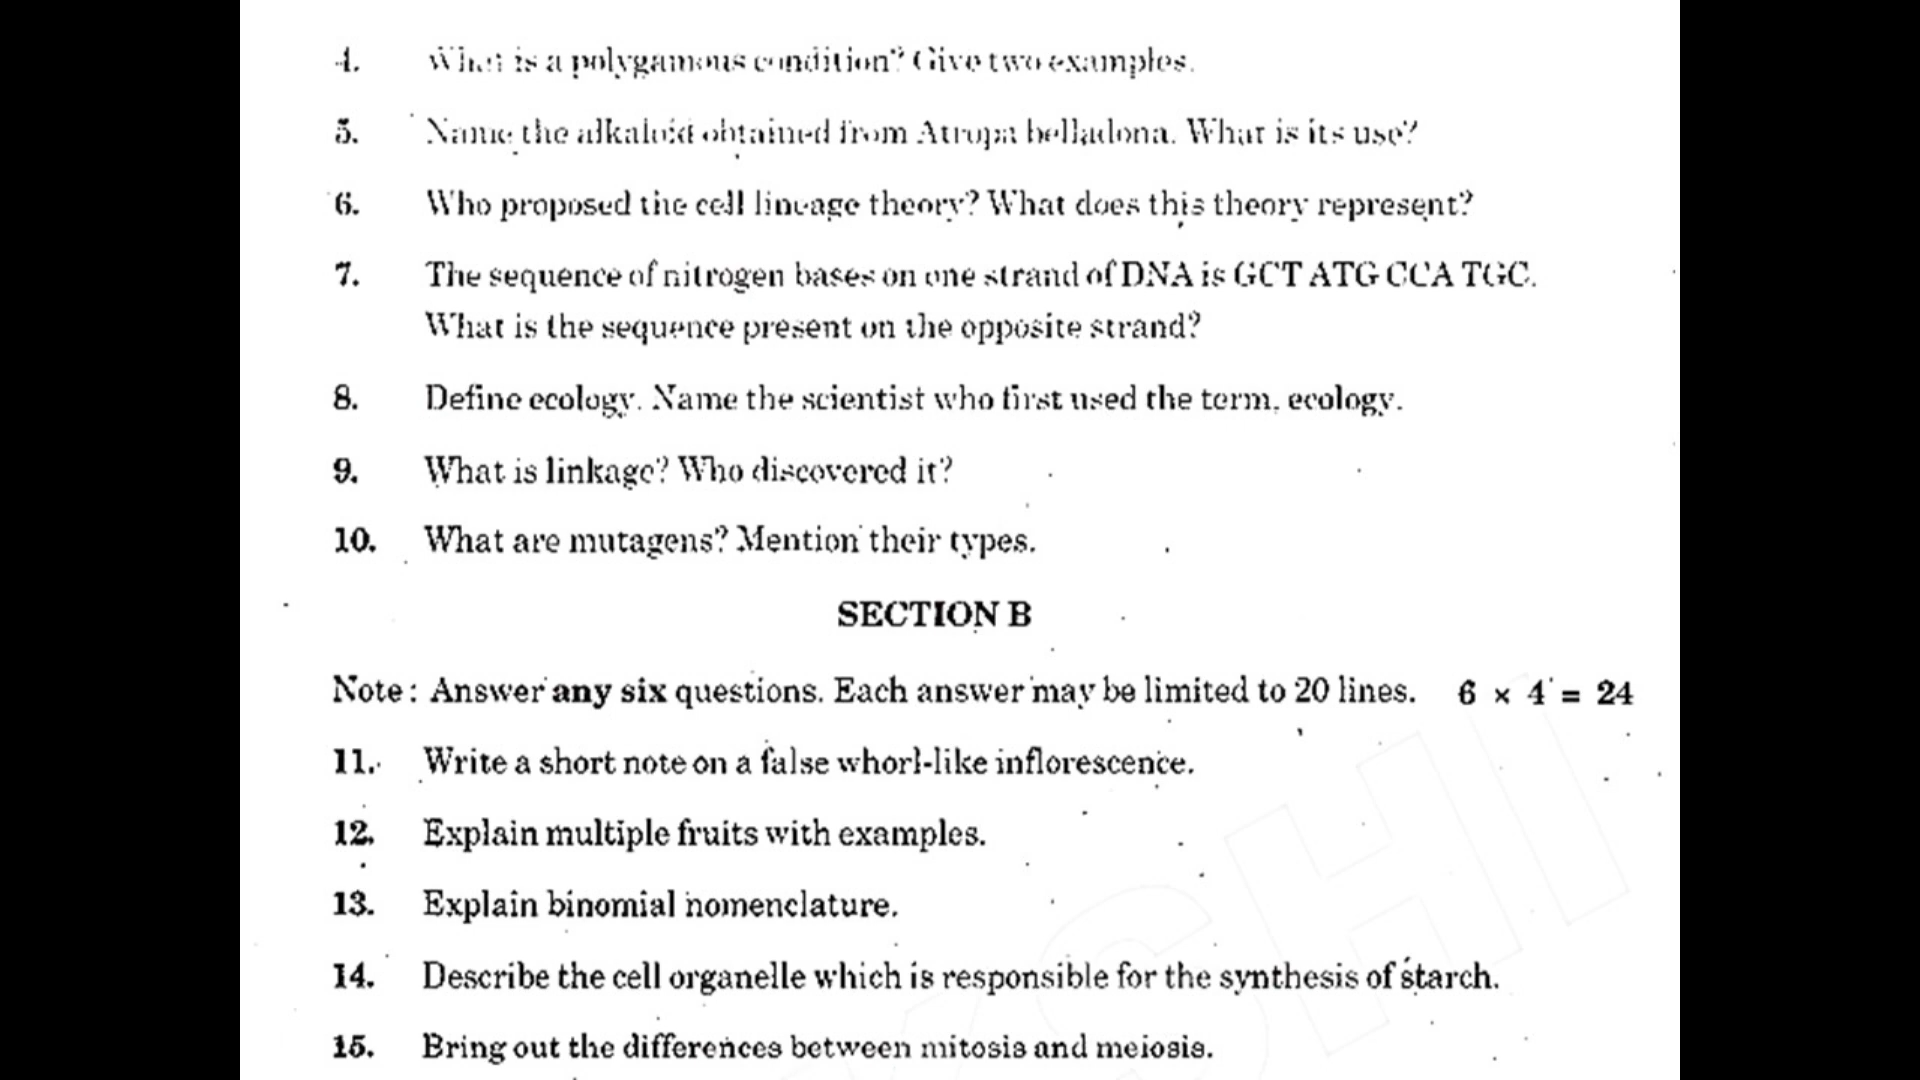 4. What is a polygamous condition? Give two examples.
5. Name the alkaloid obtained from Atropa belladona. What is its use?
6. Who proposed the cell lineage theory? What does this theory represent?
7. The sequence of nitrogen bases on one strand of DNA is GCT ATG CCA TGC.
What is the sequence present on the opposite strand?
8. Define ecology. Name the scientist who first used the term, ecology.
9. What is linkage? Who discovered it?
10. What are mutagens? Mention their types.
SECTION B
Note : Answer any six questions. Each answer may be limited to 20 lines. 6 × 4 = 24
11. Write a short note on a false whorl-like inflorescence.
12. Explain multiple fruits with examples.
13. Explain binomial nomenclature.
14. Describe the cell organelle which is responsible for the synthesis of starch.
15. Bring out the differences between mitosis and meiosis.